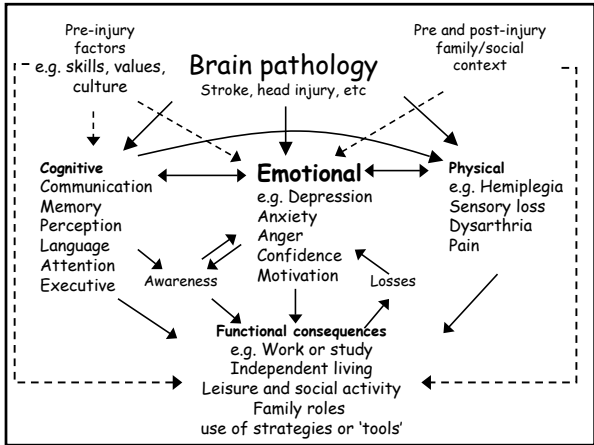 Pre-injury
factors
e.g. skills, values,
culture
Brain pathology
Stroke, head injury, etc
Pre and post-injury
family/social
context
Cognitive
Communication
Memory
Perception
Language
Attention
Executive
Emotional
e.g. Depression
Anxiety
Anger
Confidence
Motivation
Physical
e.g. Hemiplegia
Sensory loss
Dysarthria
Pain
Awareness
Losses
Functional consequences
e.g. Work or study
Independent living
Leisure and social activity
Family roles
use of strategies or ‘tools’